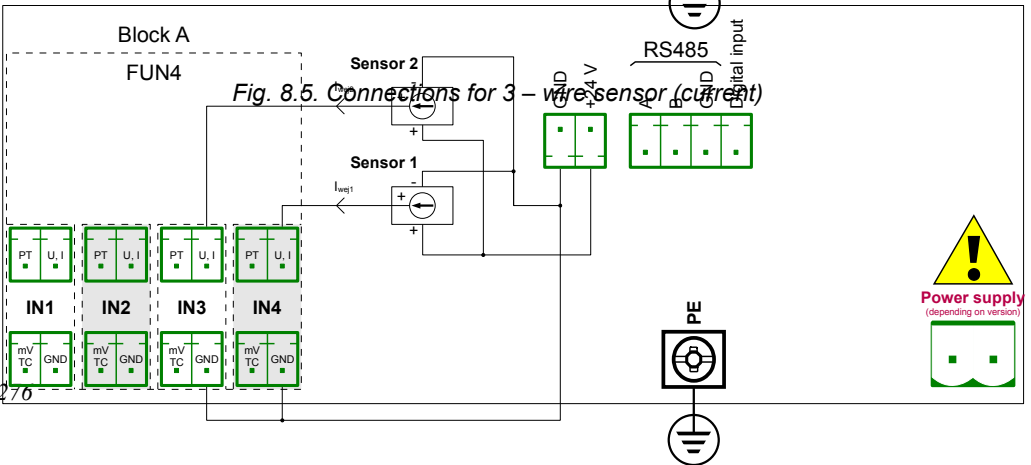 Block A
FUN4
Sensor 2
RS485
Fig. 8.5. Connections for 3 – wire sensor (current)
GND
+24 V
A
B
GND
Digital input
Sensor 1
Iwej1
-
+
+
-
+
+
PT U, I
PT U, I
PT U, I
PT U, I
IN1
IN2
IN3
IN4
mV TC GND
mV TC GND
mV TC GND
mV TC GND
PE
Power supply
(depending on version)
276